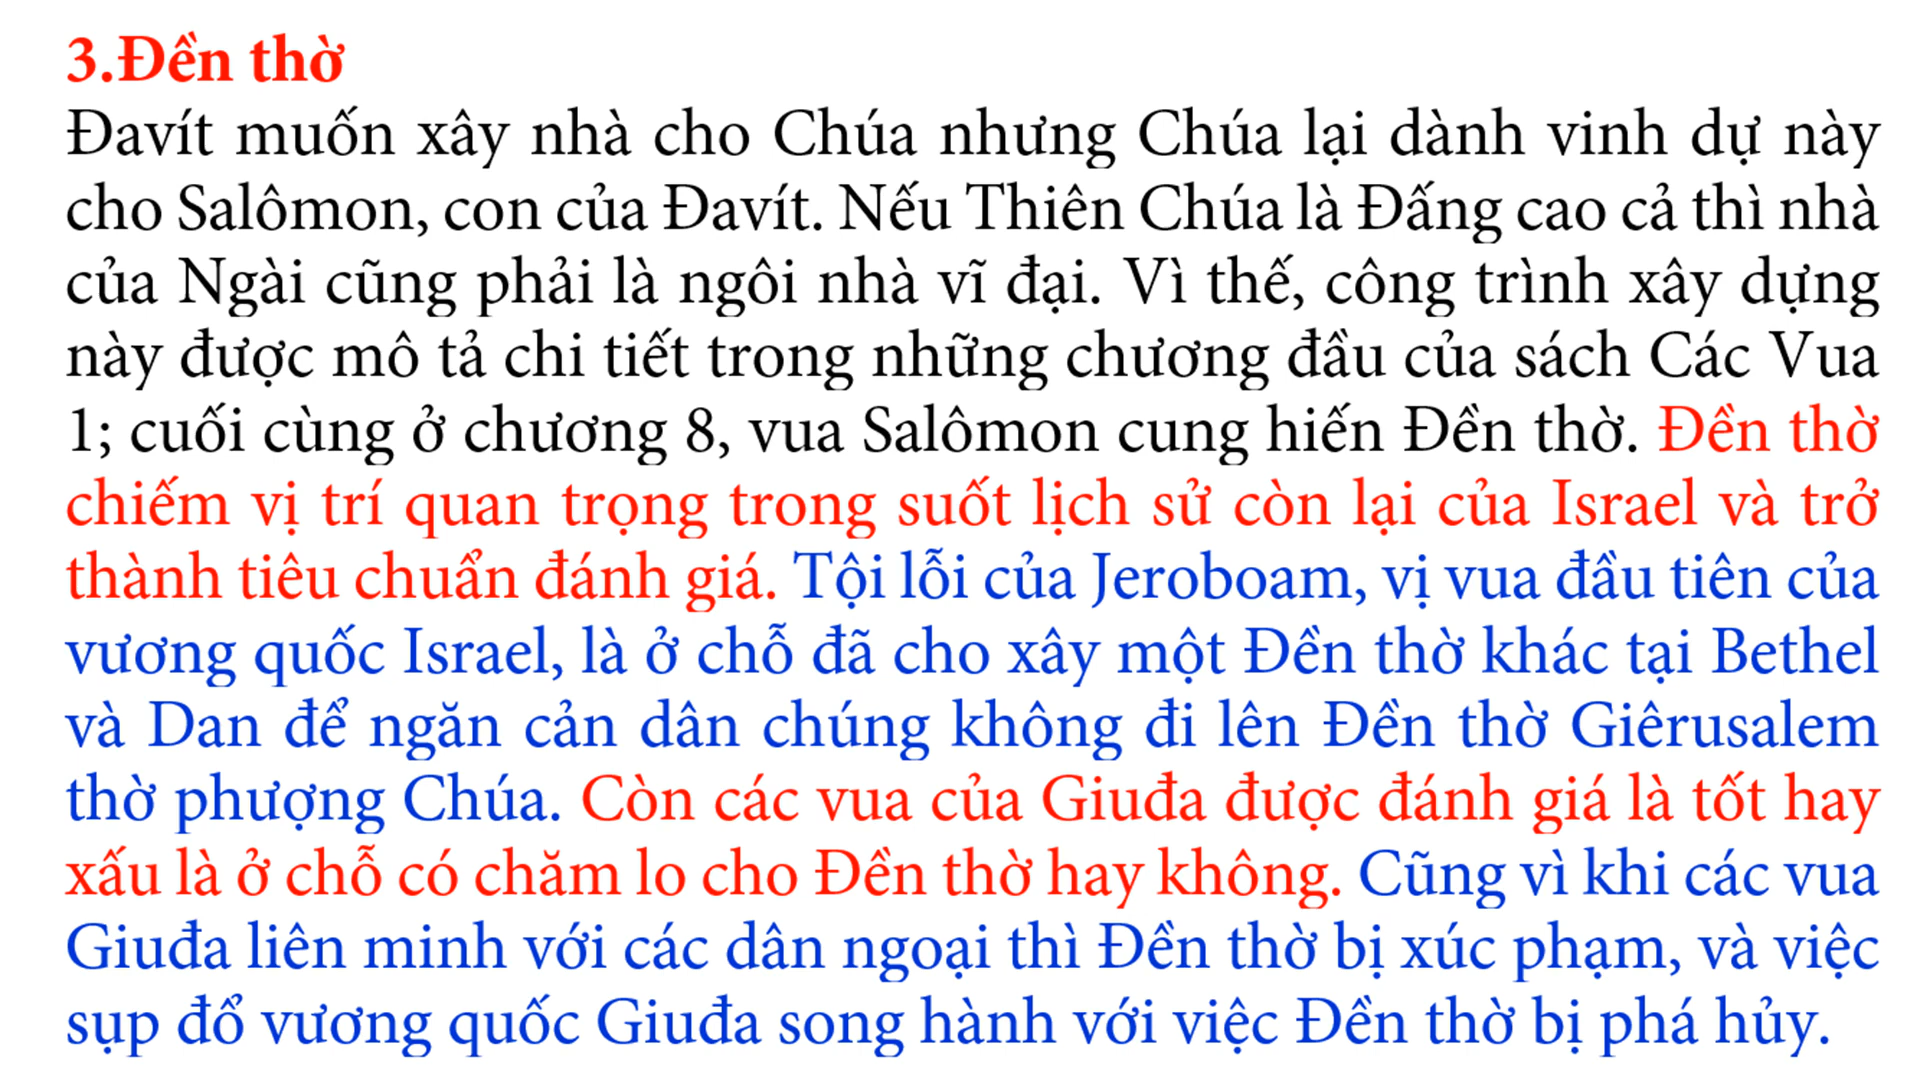 3.Đền thờ
Đavít muốn xây nhà cho Chúa nhưng Chúa lại dành vinh dự này
cho Salômon, con của Đavít. Nếu Thiên Chúa là Đấng cao cả thì nhà
của Ngài cũng phải là ngôi nhà vĩ đại. Vì thế, công trình xây dựng
này được mô tả chi tiết trong những chương đầu của sách Các Vua
1; cuối cùng ở chương 8, vua Salômon cung hiến Đền thờ. Đền thờ
chiếm vị trí quan trọng trong suốt lịch sử còn lại của Israel và trở
thành tiêu chuẩn đánh giá. Tội lỗi của Jeroboam, vị vua đầu tiên của
vương quốc Israel, là ở chỗ đã cho xây một Đền thờ khác tại Bethel
và Dan để ngăn cản dân chúng không đi lên Đền thờ Giêrusalem
thờ phượng Chúa. Còn các vua của Giuđa được đánh giá là tốt hay
xấu là ở chỗ có chăm lo cho Đền thờ hay không. Cũng vì khi các vua
Giuđa liên minh với các dân ngoại thì Đền thờ bị xúc phạm, và việc
sụp đổ vương quốc Giuđa song hành với việc Đền thờ bị phá hủy.